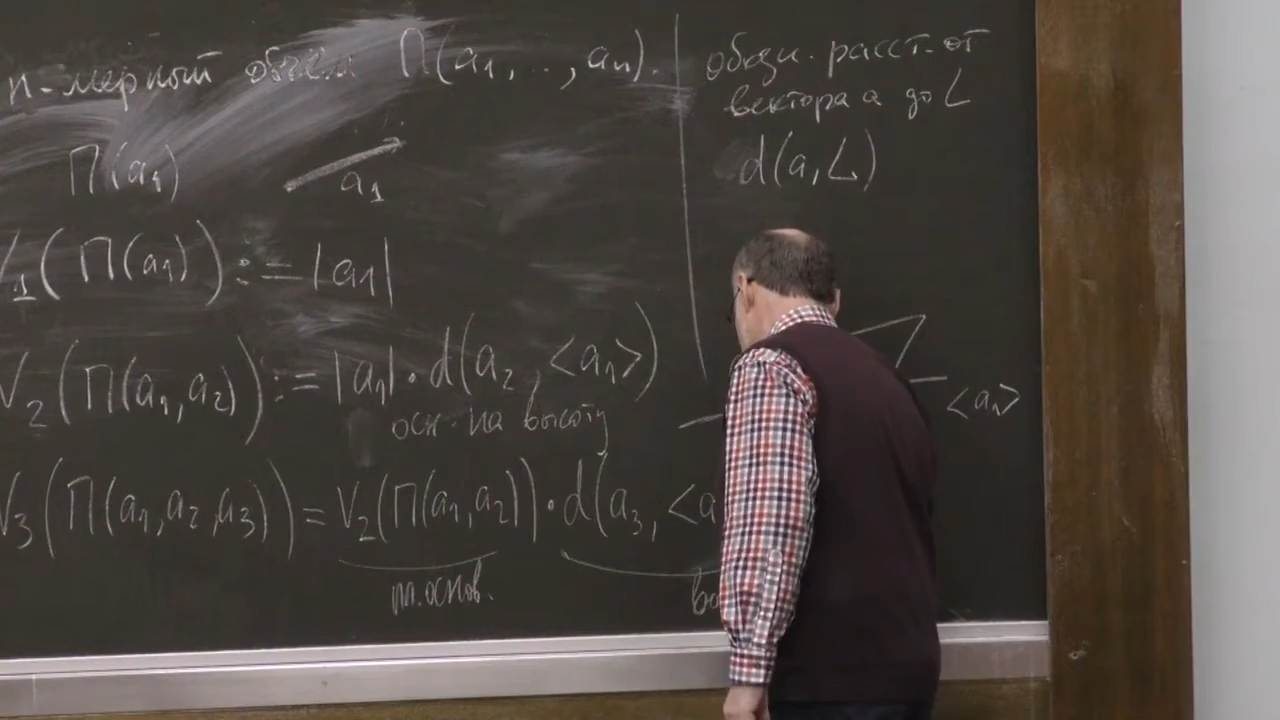 n-мерный объём П(a₁, .., aₙ).
П(a₁)
a₁
V₁(П(a₁)) := |a₁|
V₂(П(a₁, a₂)) := |a₁| · d(a₂, <a₁>)
осн. на высоту
V₃(П(a₁, a₂, a₃)) = V₂(П(a₁, a₂)) · d(a₃, <a
пл. основ.
вы
обозн. расст. от
вектора a до L
d(a, L)
<a₁>